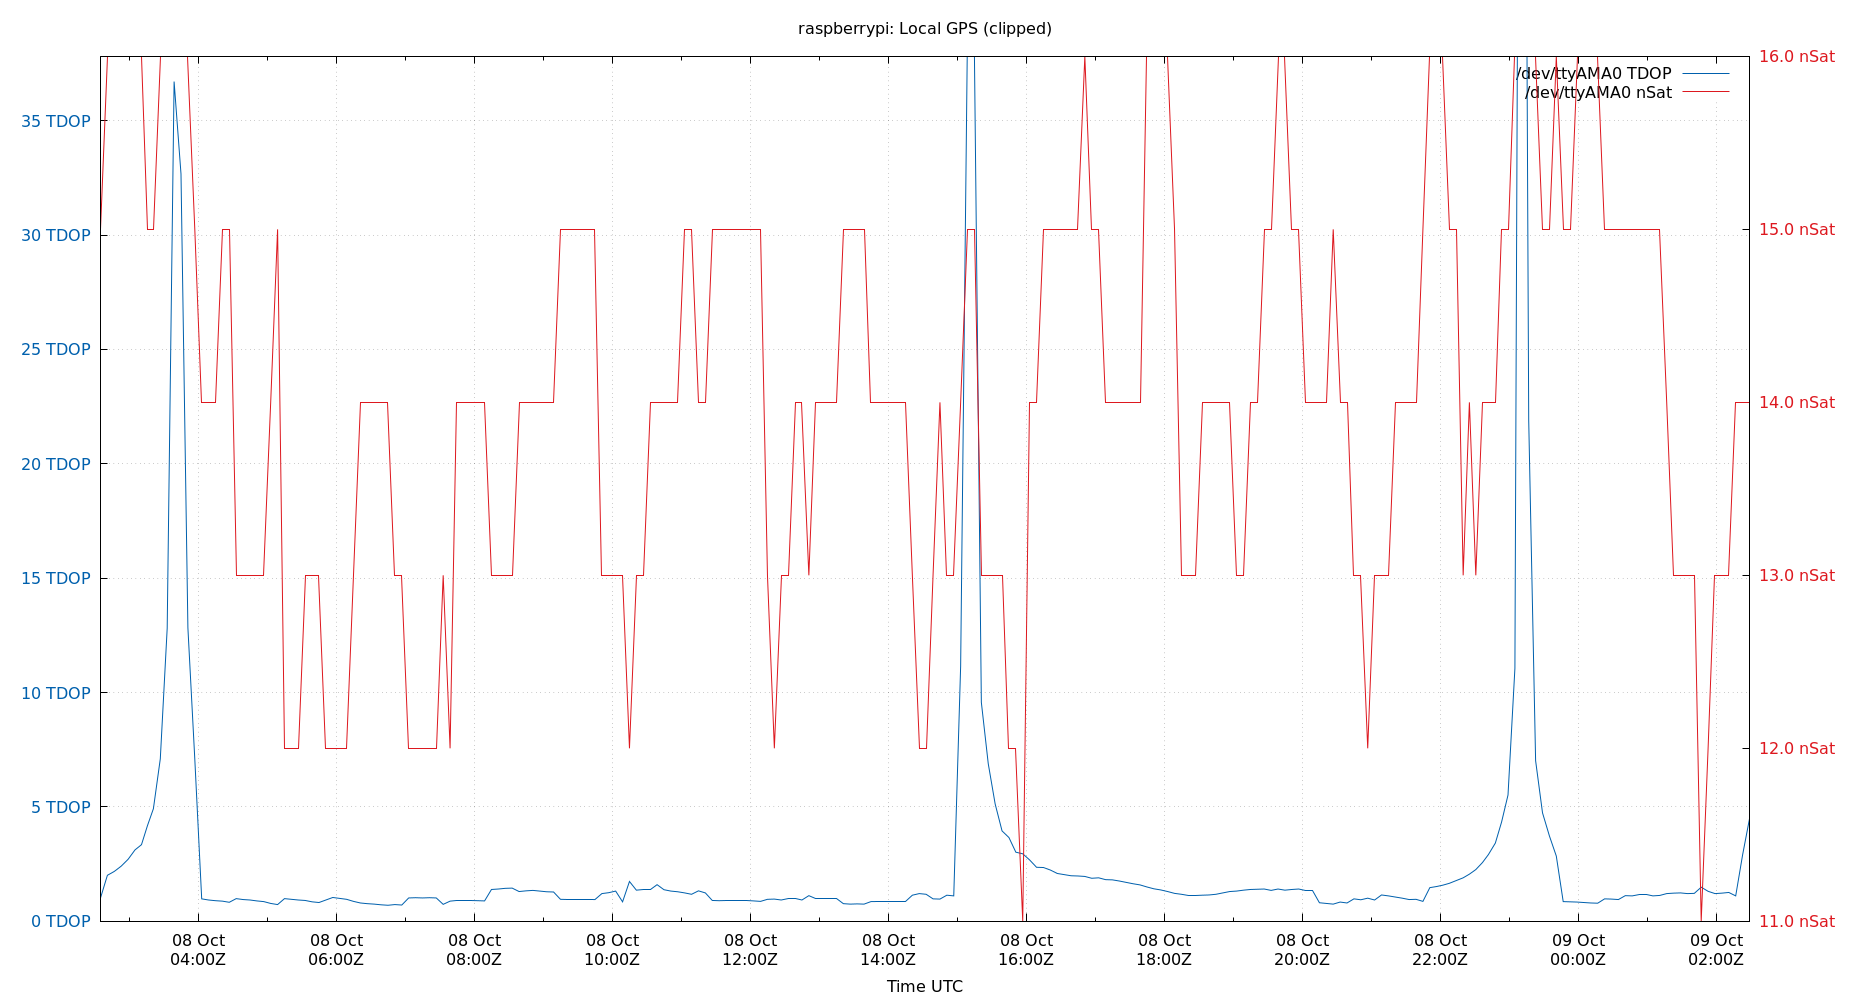 raspberrypi: Local GPS (clipped)
16.0 nSat
/dev/ttyAMA0 TDOP
/dev/ttyAMA0 nSat
35 TDOP
30 TDOP
15.0 nSat
25 TDOP
14.0 nSat
20 TDOP
15 TDOP
13.0 nSat
10 TDOP
12.0 nSat
5 TDOP
0 TDOP
11.0 nSat
08 Oct 08 Oct 08 Oct 08 Oct 08 Oct 08 Oct 08 Oct 08 Oct 08 Oct 08 Oct 09 Oct 09 Oct
04:00Z 06:00Z 08:00Z 10:00Z 12:00Z 14:00Z 16:00Z 18:00Z 20:00Z 22:00Z 00:00Z 02:00Z
Time UTC